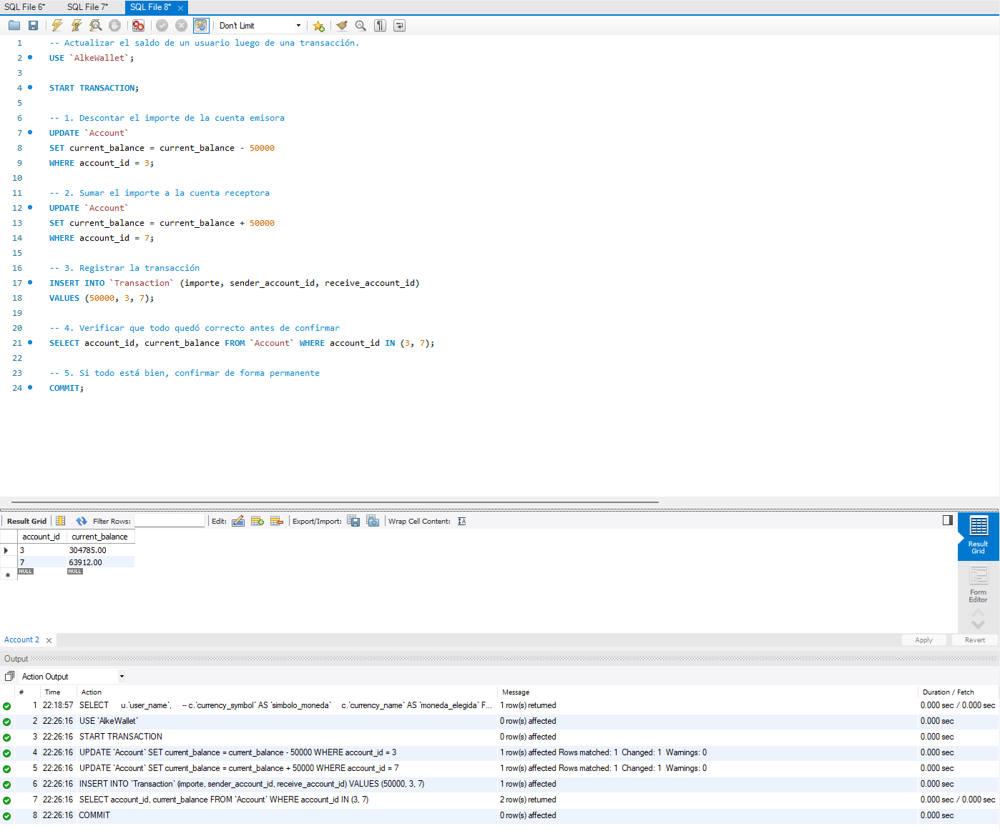 SQL File 6* SQL File 7* SQL File 8*
Don't Limit
1 -- Actualizar el saldo de un usuario luego de una transacción.
2 USE `AlkeWallet`;
3
4 START TRANSACTION;
5
6 -- 1. Descontar el importe de la cuenta emisora
7 UPDATE `Account`
8 SET current_balance = current_balance - 50000
9 WHERE account_id = 3;
10
11 -- 2. Sumar el importe a la cuenta receptora
12 UPDATE `Account`
13 SET current_balance = current_balance + 50000
14 WHERE account_id = 7;
15
16 -- 3. Registrar la transacción
17 INSERT INTO `Transaction` (importe, sender_account_id, receive_account_id)
18 VALUES (50000, 3, 7);
19
20 -- 4. Verificar que todo quedó correcto antes de confirmar
21 SELECT account_id, current_balance FROM `Account` WHERE account_id IN (3, 7);
22
23 -- 5. Si todo está bien, confirmar de forma permanente
24 COMMIT;
Result Grid Filter Rows: Edit: Export/Import: Wrap Cell Content:
account_id current_balance
3 304785.00
7 63912.00
NULL NULL
Result Grid
Form Editor
Account 2 Apply Revert
Output
Action Output
# Time Action Message Duration / Fetch
1 22:18:57 SELECT u.`user_name`, -- c.`currency_symbol` AS `simbolo_moneda` c.`currency_name` AS `moneda_elegida` F... 1 row(s) returned 0.000 sec / 0.000 sec
2 22:26:16 USE `AlkeWallet` 0 row(s) affected 0.000 sec
3 22:26:16 START TRANSACTION 0 row(s) affected 0.000 sec
4 22:26:16 UPDATE `Account` SET current_balance = current_balance - 50000 WHERE account_id = 3 1 row(s) affected Rows matched: 1 Changed: 1 Warnings: 0 0.000 sec
5 22:26:16 UPDATE `Account` SET current_balance = current_balance + 50000 WHERE account_id = 7 1 row(s) affected Rows matched: 1 Changed: 1 Warnings: 0 0.000 sec
6 22:26:16 INSERT INTO `Transaction` (importe, sender_account_id, receive_account_id) VALUES (50000, 3, 7) 1 row(s) affected 0.000 sec
7 22:26:16 SELECT account_id, current_balance FROM `Account` WHERE account_id IN (3, 7) 2 row(s) returned 0.000 sec / 0.000 sec
8 22:26:16 COMMIT 0 row(s) affected 0.000 sec